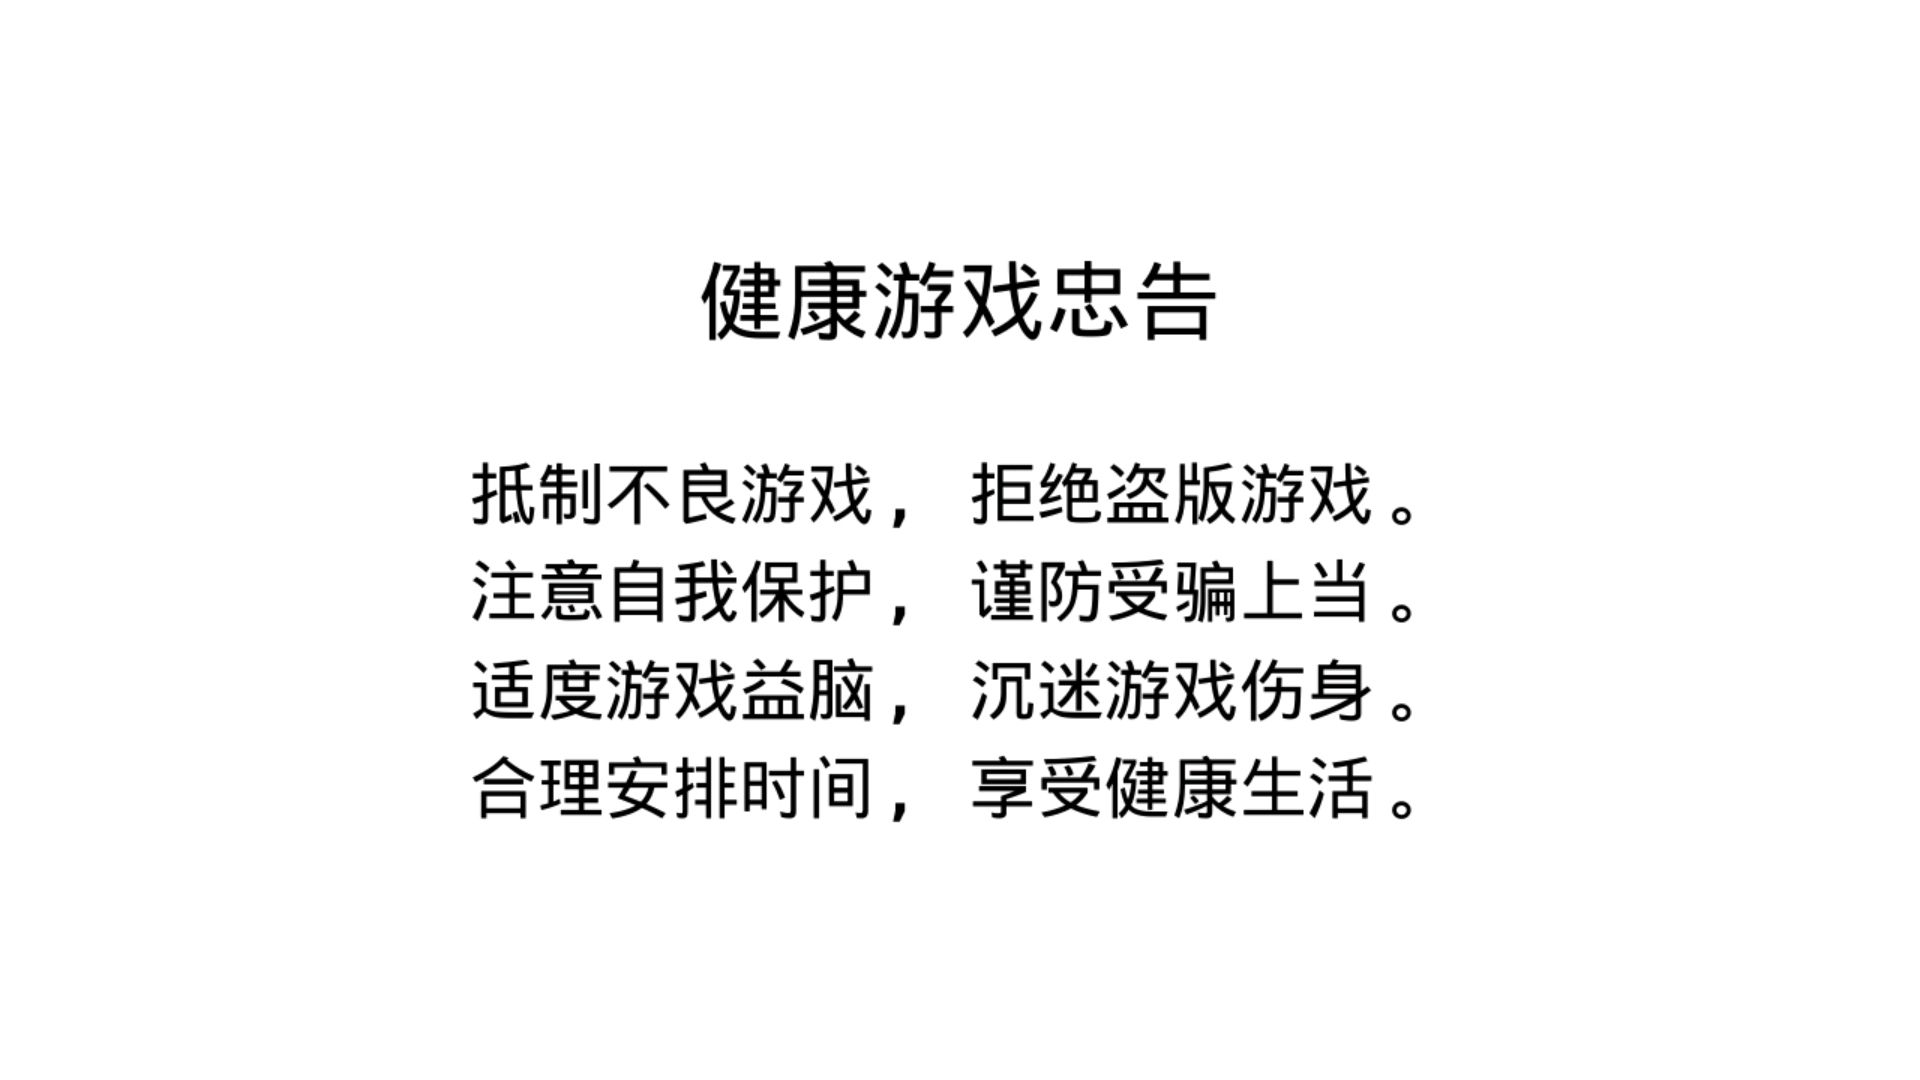 健康游戏忠告
抵制不良游戏，拒绝盗版游戏。
注意自我保护，谨防受骗上当。
适度游戏益脑，沉迷游戏伤身。
合理安排时间，享受健康生活。